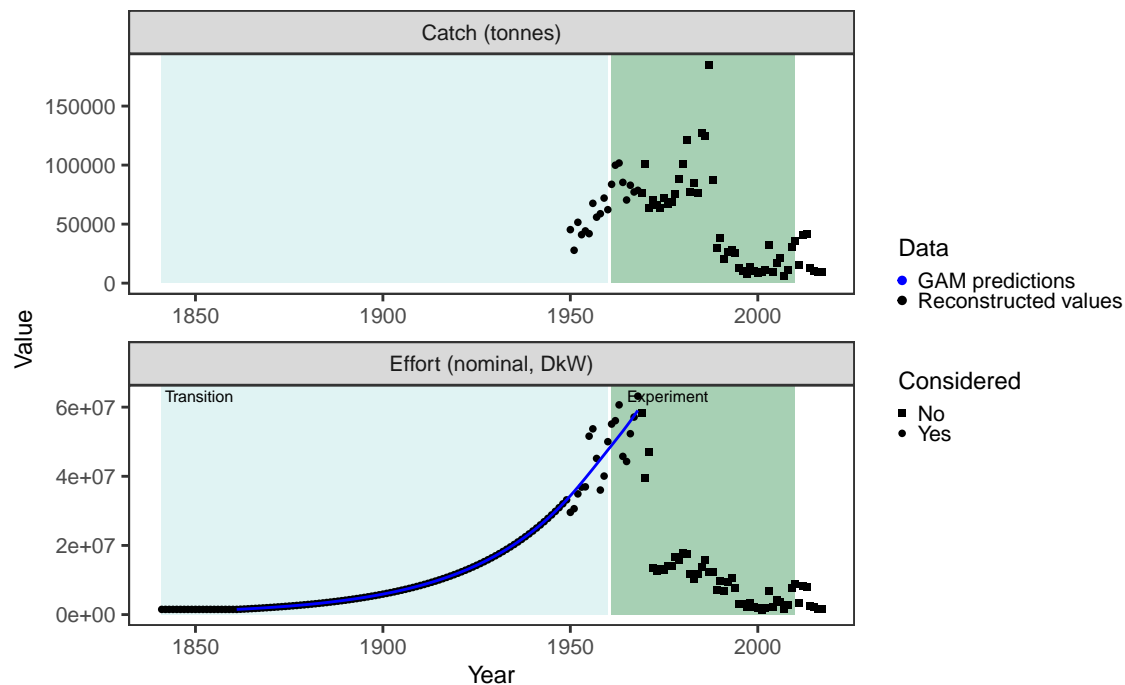 Catch (tonnes)
150000
100000
50000
0
1850
1900
1950
2000
Effort (nominal, DkW)
Transition
Experiment
6e+07
4e+07
2e+07
0e+00
1850
1900
1950
2000
Year
Value
Data
GAM predictions
Reconstructed values
Considered
No
Yes